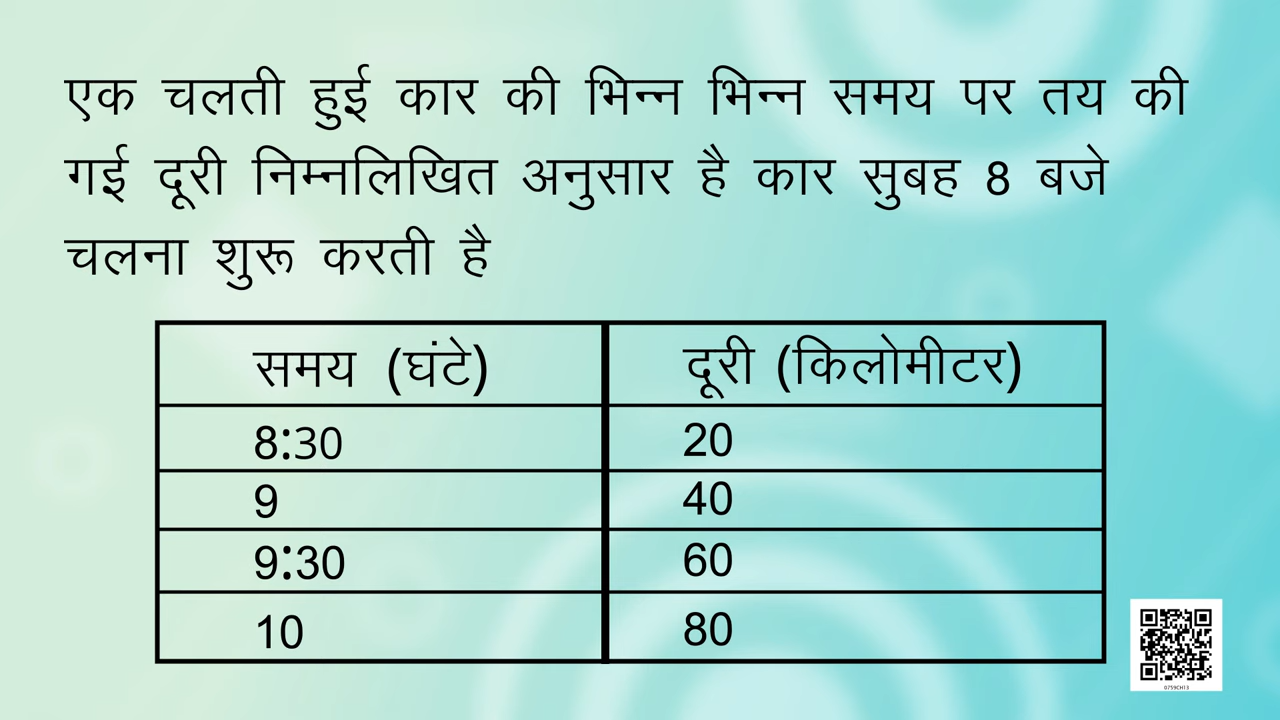 एक चलती हुई कार की भिन्न भिन्न समय पर तय की
गई दूरी निम्नलिखित अनुसार है कार सुबह 8 बजे
चलना शुरू करती है
समय (घंटे) दूरी (किलोमीटर)
8:30 20
9 40
9:30 60
10 80
0759CH13